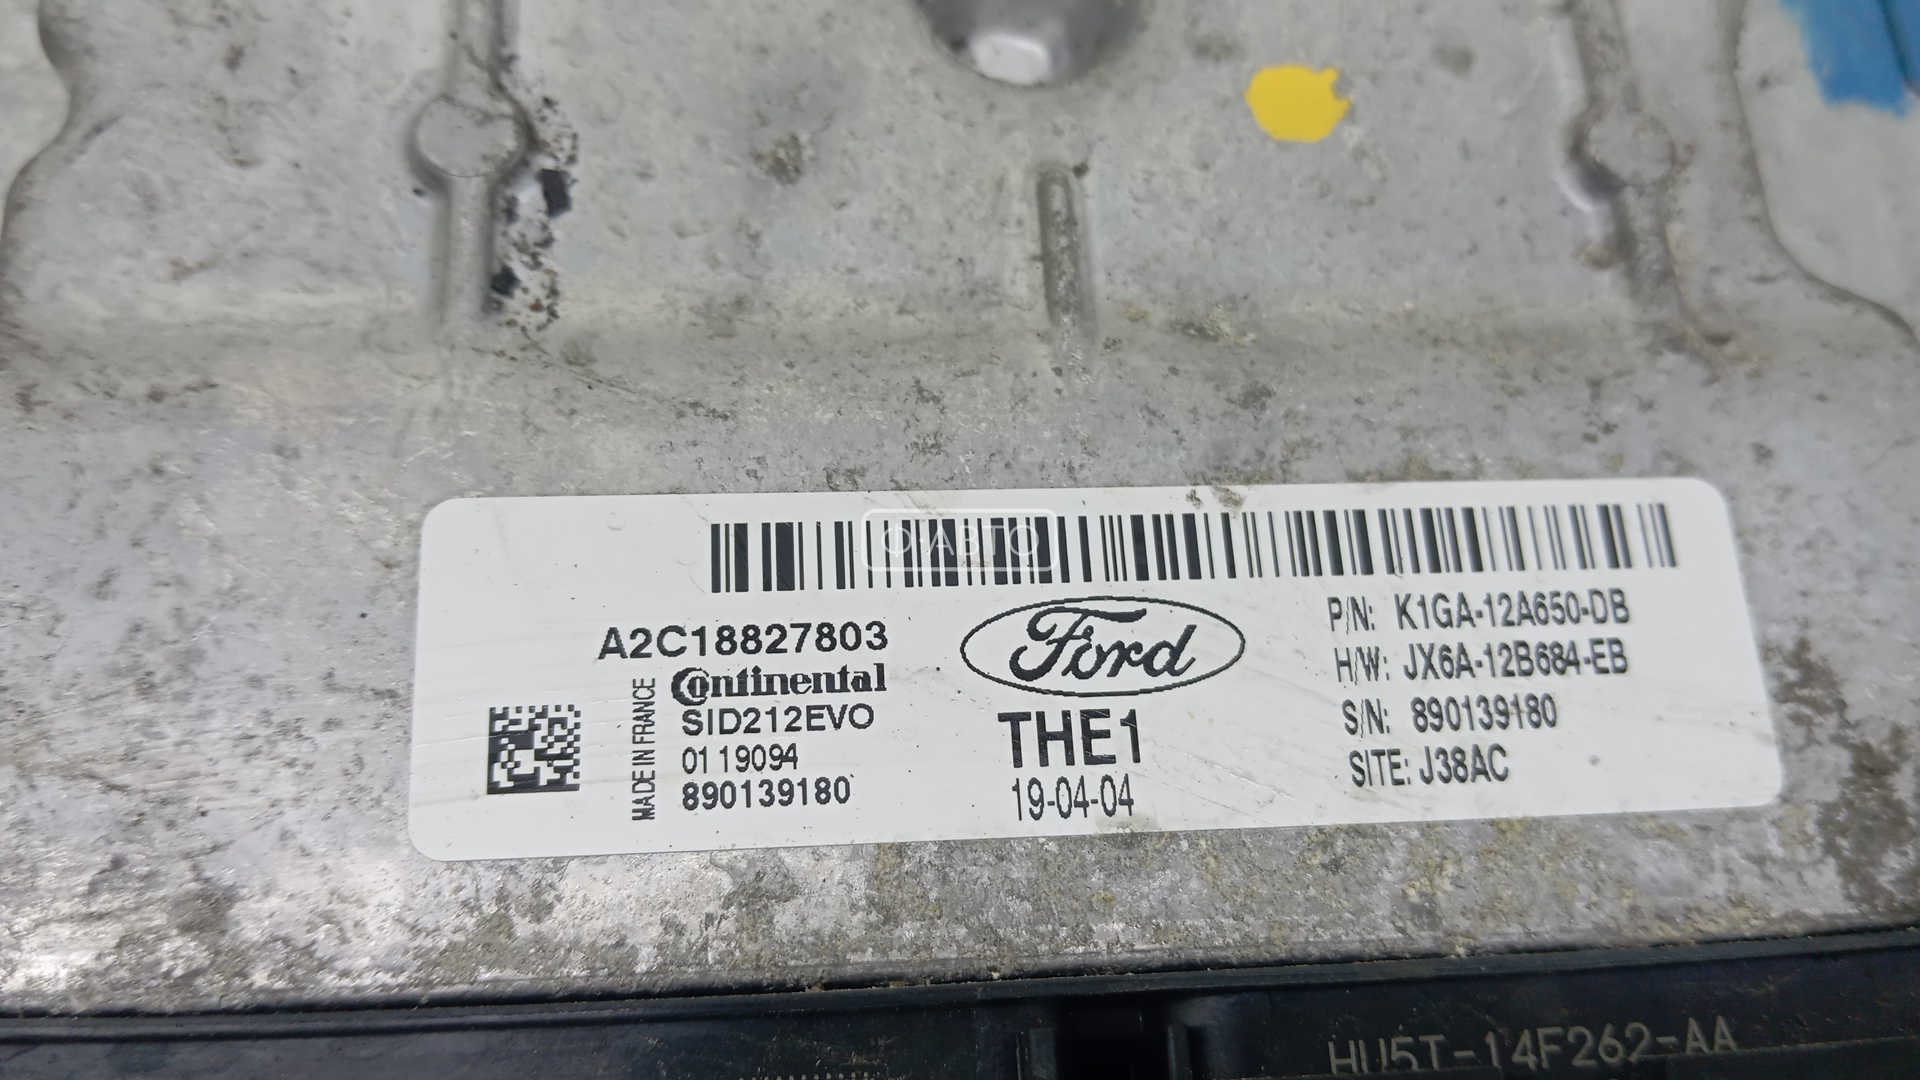 Ф·АВТО
A2C18827803
Continental
SID212EVO
0119094
890139180
MADE IN FRANCE
Ford
THE1
19-04-04
P/N: K1GA-12A650-DB
H/W: JX6A-12B684-EB
S/N: 890139180
SITE: J38AC
HU5T-14F262-AA